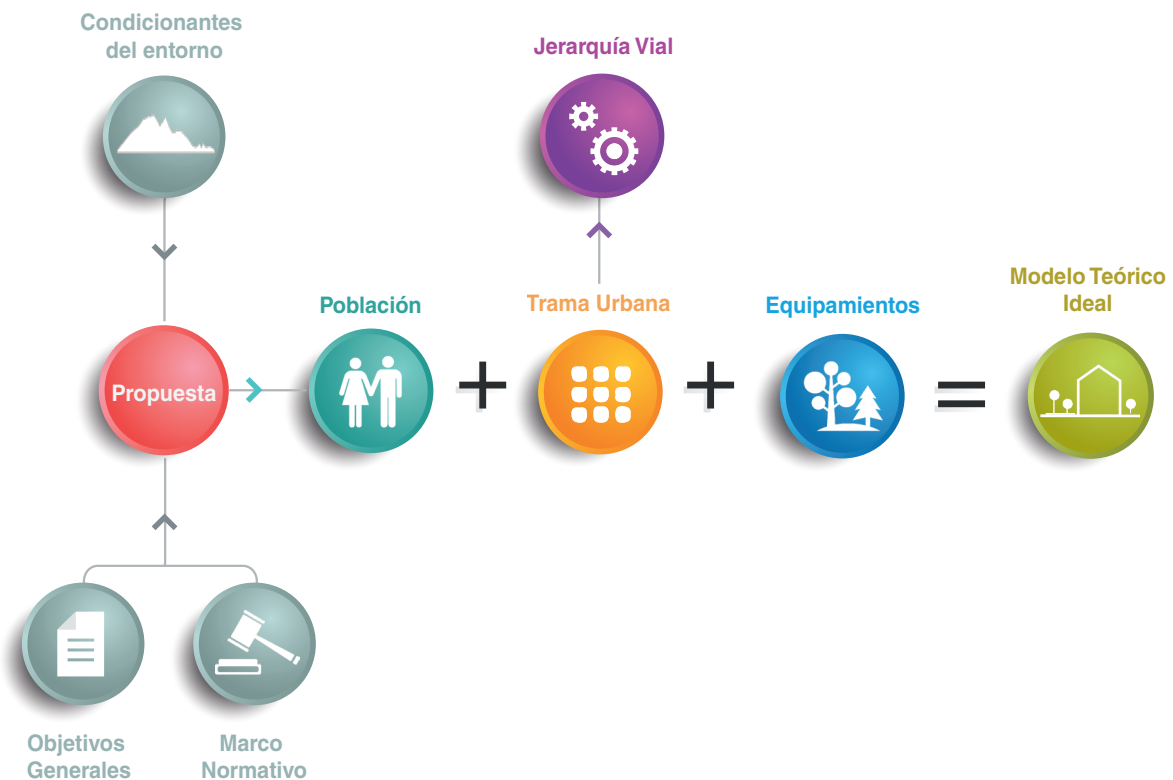 Condicionantes
del entorno
Jerarquía Vial
Propuesta
Población
Trama Urbana
Equipamientos
Modelo Teórico
Ideal
Objetivos
Generales
Marco
Normativo